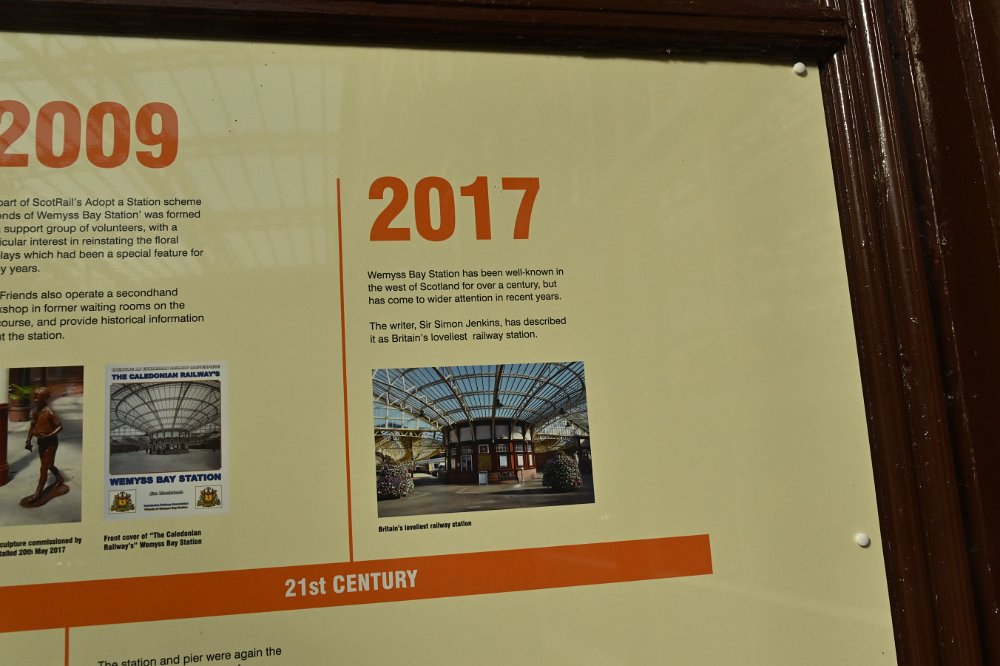 2009
part of ScotRail's Adopt a Station scheme
ends of Wemyss Bay Station' was formed
support group of volunteers, with a
icular interest in reinstating the floral
lays which had been a special feature for
y years.
Friends also operate a secondhand
kshop in former waiting rooms on the
course, and provide historical information
ut the station.
culpture commissioned by
talled 20th May 2017
THE CALEDONIAN RAILWAY'S
WEMYSS BAY STATION
Front cover of "The Caledonian
Railway's" Wemyss Bay Station
2017
Wemyss Bay Station has been well-known in
the west of Scotland for over a century, but
has come to wider attention in recent years.
The writer, Sir Simon Jenkins, has described
it as Britain's loveliest railway station.
Britain's loveliest railway station
21st CENTURY
The station and pier were again the